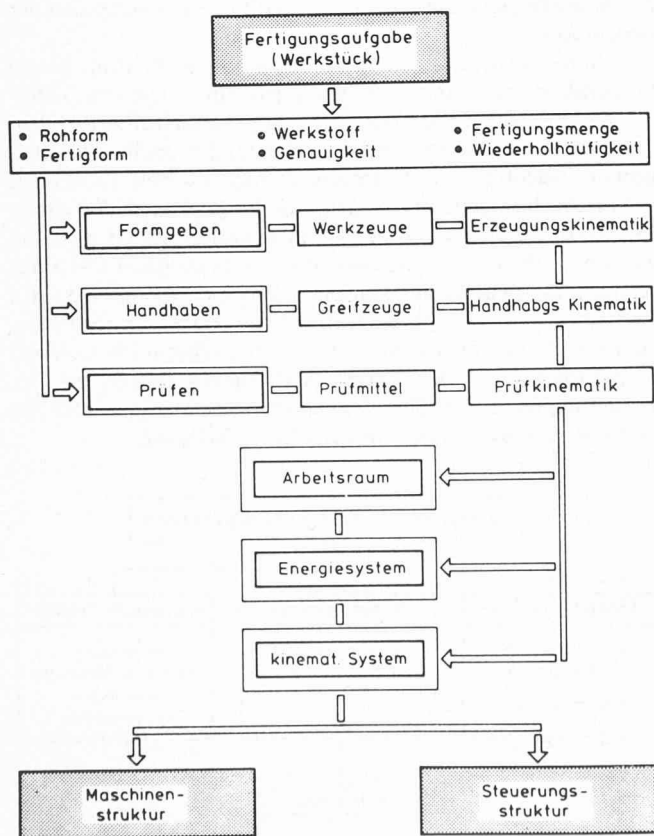 Fertigungsaufgabe
(Werkstück)
• Rohform
• Fertigform
• Werkstoff
• Genauigkeit
• Fertigungsmenge
• Wiederholhäufigkeit
Formgeben
Werkzeuge
Erzeugungskinematik
Handhaben
Greifzeuge
Handhabgs Kinematik
Prüfen
Prüfmittel
Prüfkinematik
Arbeitsraum
Energiesystem
kinemat. System
Maschinen-
struktur
Steuerungs-
struktur